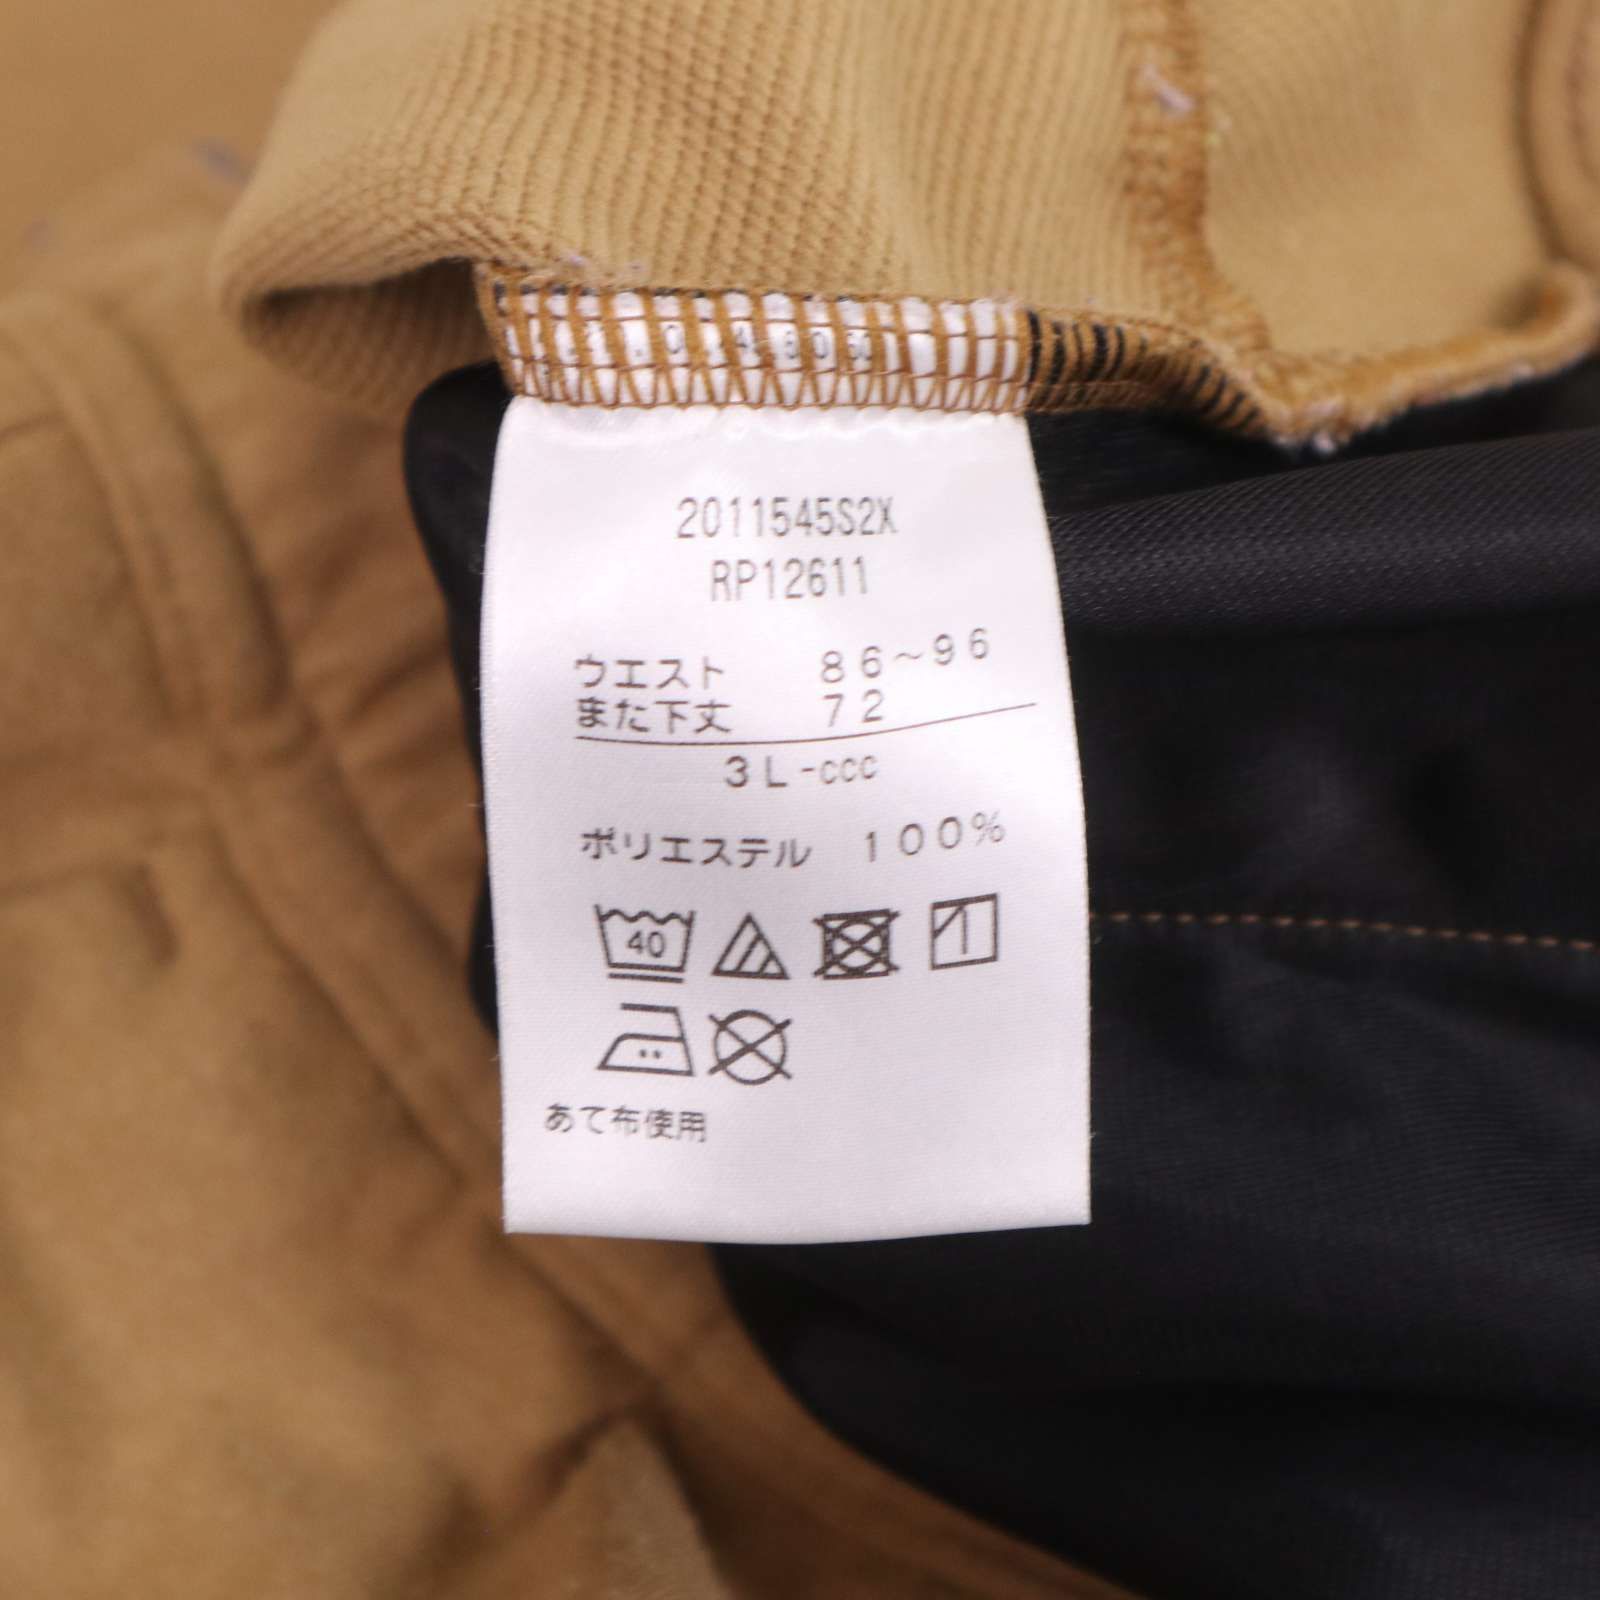 2011545S2X
RP12611
ウエスト 86~96
また下丈 72
3L-ccc
ポリエステル 100%
40
あて布使用